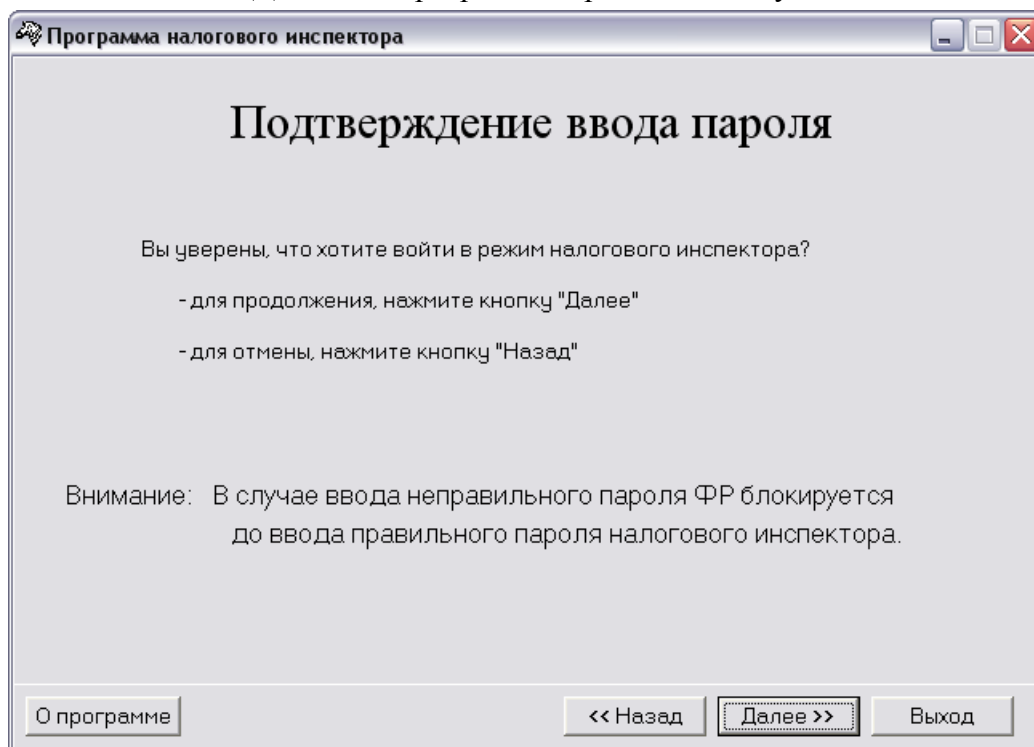 Программа налогового инспектора
Подтверждение ввода пароля
Вы уверены, что хотите войти в режим налогового инспектора?
- для продолжения, нажмите кнопку "Далее"
- для отмены, нажмите кнопку "Назад"
Внимание: В случае ввода неправильного пароля ФР блокируется
до ввода правильного пароля налогового инспектора.
О программе << Назад Далее >> Выход